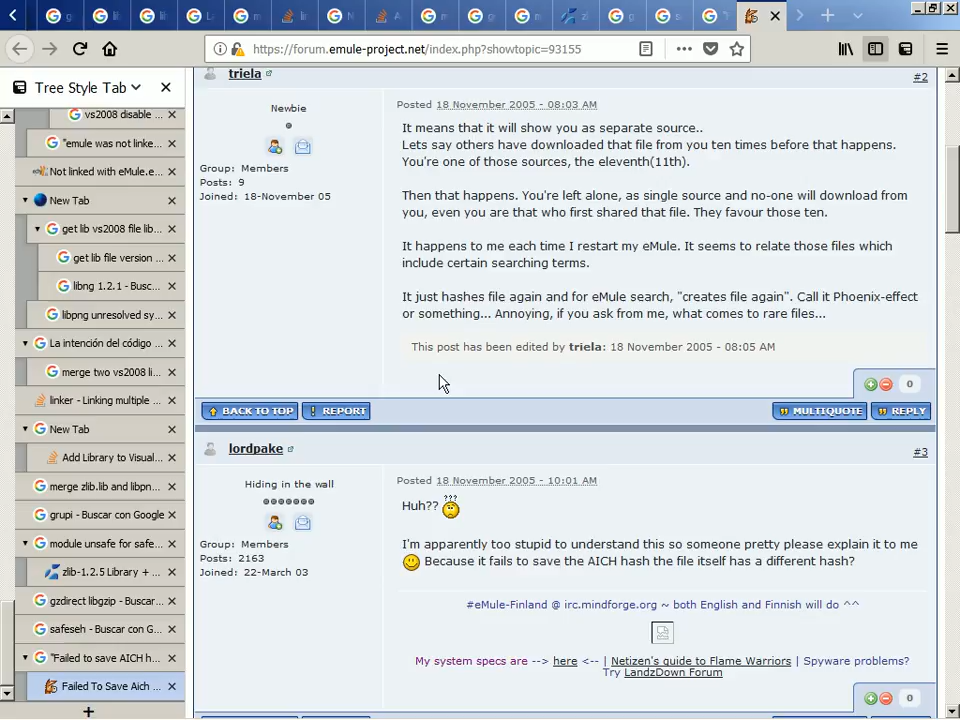 https://forum.emule-project.net/index.php?showtopic=93155
Tree Style Tab
vs2008 disable ...
"emule was not linke...
Not linked with eMule.e...
New Tab
get lib vs2008 file lib...
get lib file version ...
libng 1.2.1 - Busc...
libpng unresolved sy...
La intención del código ...
merge two vs2008 li...
linker - Linking multiple ...
New Tab
Add Library to Visual...
merge zlib.lib and libpn...
grupi - Buscar con Google
module unsafe for safe...
zlib-1.2.5 Library + ...
gzdirect libgzip - Buscar...
safeseh - Buscar con G...
"Failed to save AICH h...
Failed To Save Aich ...
triela
#2
Newbie
Group: Members
Posts: 9
Joined: 18-November 05
Posted 18 November 2005 - 08:03 AM
It means that it will show you as separate source..
Lets say others have downloaded that file from you ten times before that happens.
You're one of those sources, the eleventh(11th).
Then that happens. You're left alone, as single source and no-one will download from
you, even you are that who first shared that file. They favour those ten.
It happens to me each time I restart my eMule. It seems to relate those files which
include certain searching terms.
It just hashes file again and for eMule search, "creates file again". Call it Phoenix-effect
or something... Annoying, if you ask from me, what comes to rare files...
This post has been edited by triela: 18 November 2005 - 08:05 AM
0
BACK TO TOP
! REPORT
MULTIQUOTE
REPLY
lordpake
#3
Hiding in the wall
Group: Members
Posts: 2163
Joined: 22-March 03
Posted 18 November 2005 - 10:01 AM
Huh??
I'm apparently too stupid to understand this so someone pretty please explain it to me
Because it fails to save the AICH hash the file itself has a different hash?
#eMule-Finland @ irc.mindforge.org ~ both English and Finnish will do ^^
My system specs are --> here <-- | Netizen's guide to Flame Warriors | Spyware problems?
Try LandzDown Forum
0